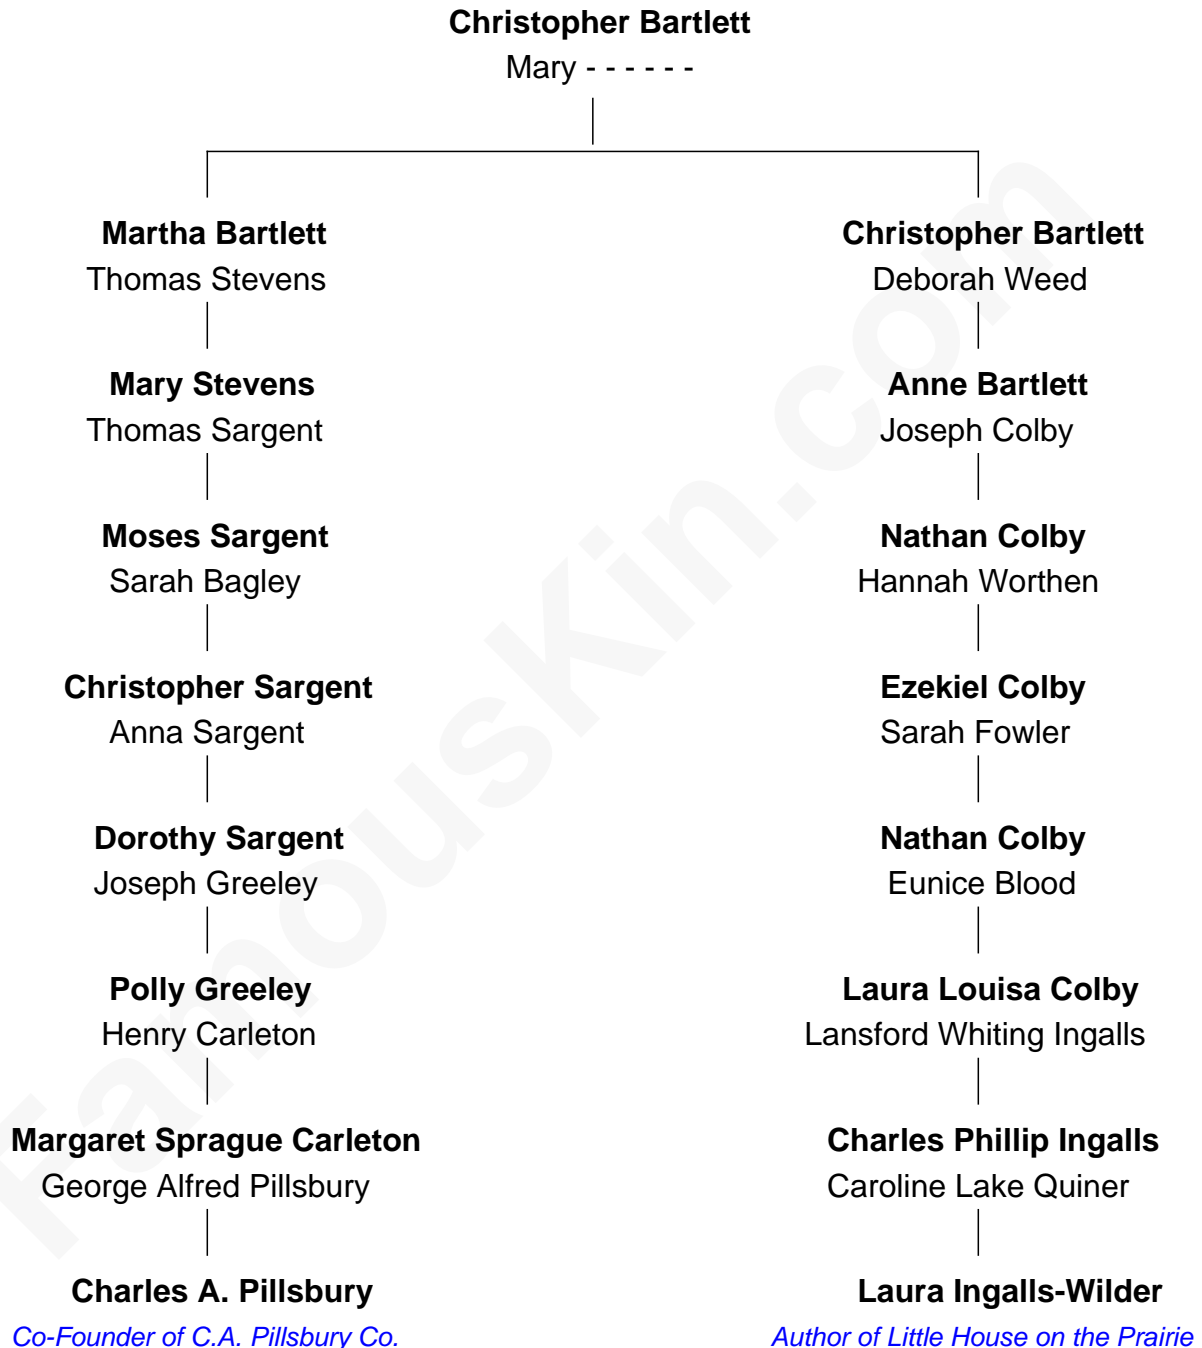 Christopher Bartlett
Mary - - - - - -
Martha Bartlett
Thomas Stevens
Christopher Bartlett
Deborah Weed
Mary Stevens
Thomas Sargent
Anne Bartlett
Joseph Colby
Moses Sargent
Sarah Bagley
Nathan Colby
Hannah Worthen
Christopher Sargent
Anna Sargent
Ezekiel Colby
Sarah Fowler
Dorothy Sargent
Joseph Greeley
Nathan Colby
Eunice Blood
Polly Greeley
Henry Carleton
Laura Louisa Colby
Lansford Whiting Ingalls
Margaret Sprague Carleton
George Alfred Pillsbury
Charles Phillip Ingalls
Caroline Lake Quiner
Charles A. Pillsbury
Co-Founder of C.A. Pillsbury Co.
Laura Ingalls-Wilder
Author of Little House on the Prairie
FamousKin.com